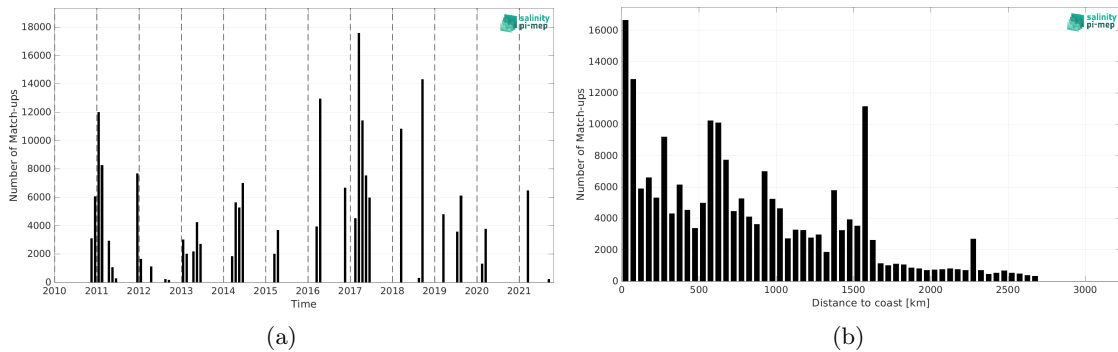 salinity
pi-mep
Number of Match-ups
18000
16000
14000
12000
10000
8000
6000
4000
2000
0
2010 2011 2012 2013 2014 2015 2016 2017 2018 2019 2020 2021
Time
(a)
salinity
pi-mep
Number of Match-ups
16000
14000
12000
10000
8000
6000
4000
2000
0
0 500 1000 1500 2000 2500 3000
Distance to coast [km]
(b)